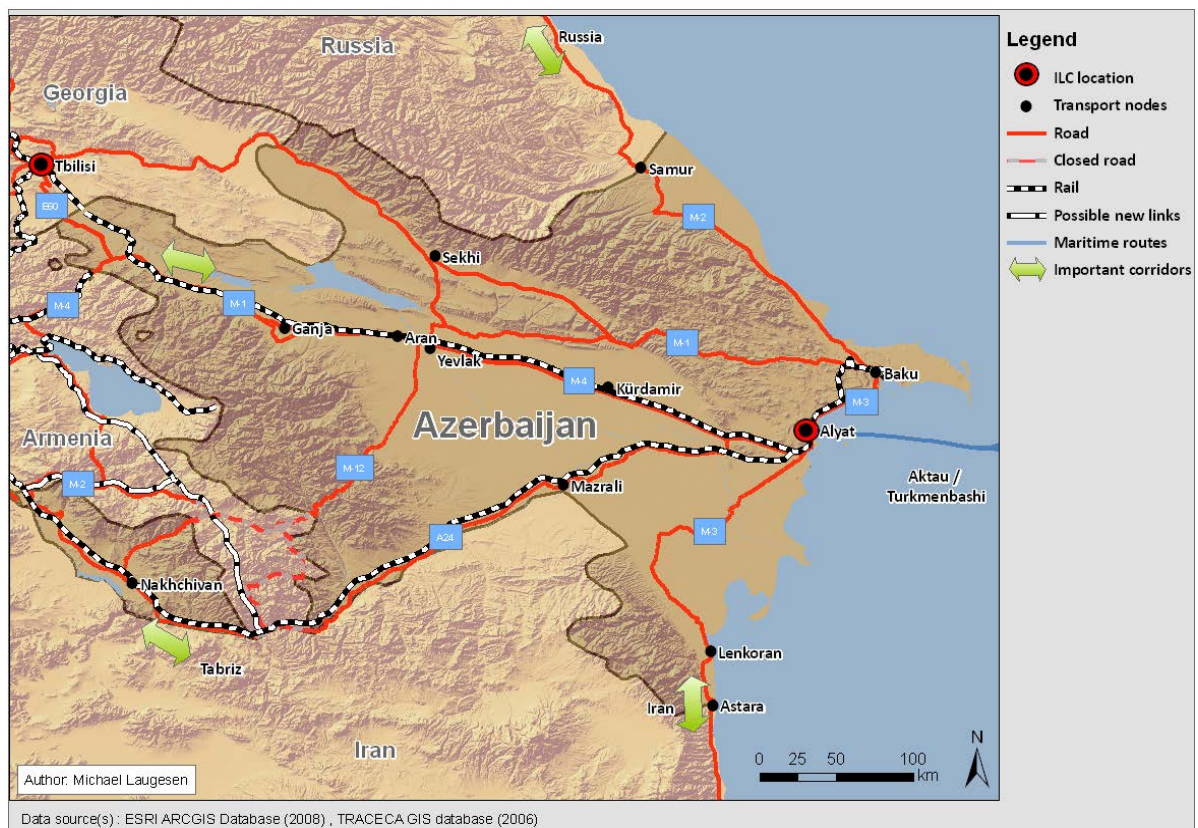 Russia
Russia
Georgia
Tbilisi
E60
Samur
M-2
Sekhi
M-1
M-4
Ganja
Aran
Yevlak
M-1
Baku
M-4
Kürdamir
M-3
Azerbaijan
Alyat
Armenia
Aktau /
Turkmenbashi
M-12
M-2
Mazrali
A24
M-3
Nakhchivan
Tabriz
Lenkoran
Iran
Astara
Iran
Author: Michael Laugesen
0 25 50 100
km
N
Legend
ILC location
Transport nodes
Road
Closed road
Rail
Possible new links
Maritime routes
Important corridors
Data source(s) : ESRI ARCGIS Database (2008) , TRACECA GIS database (2006)